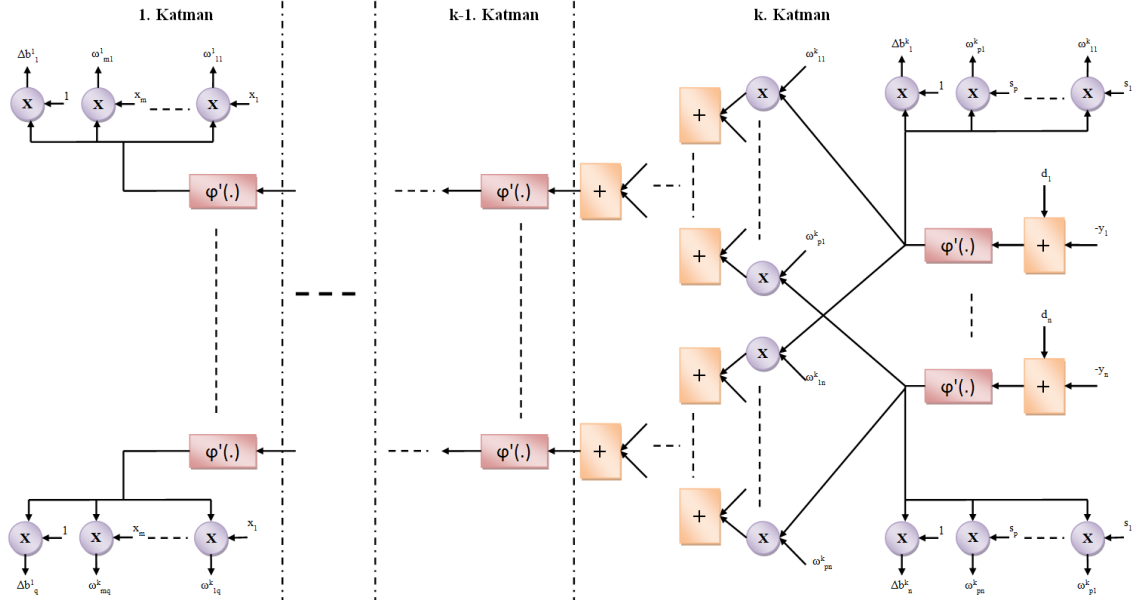 1. Katman k-1. Katman k. Katman
Δb¹₁ ω¹ₘ₁ ω¹₁₁ ωᵏ₁₁ Δbᵏ₁ ωᵏₚ₁ ωᵏ₁₁
X 1 X xₘ X x₁ + X X 1 X sₚ X s₁
d₁
φ'(.) φ'(.) + φ'(.) + -y₁
+ X ωᵏₚ₁
dₙ
+ X ωᵏ₁ₙ φ'(.) + -yₙ
φ'(.) φ'(.) +
X 1 X xₘ X x₁ + X ωᵏₚₙ X 1 X sₚ X s₁
Δb¹q ωᵏₘq ωᵏ₁q Δbᵏₙ ωᵏₚₙ ωᵏₚ₁